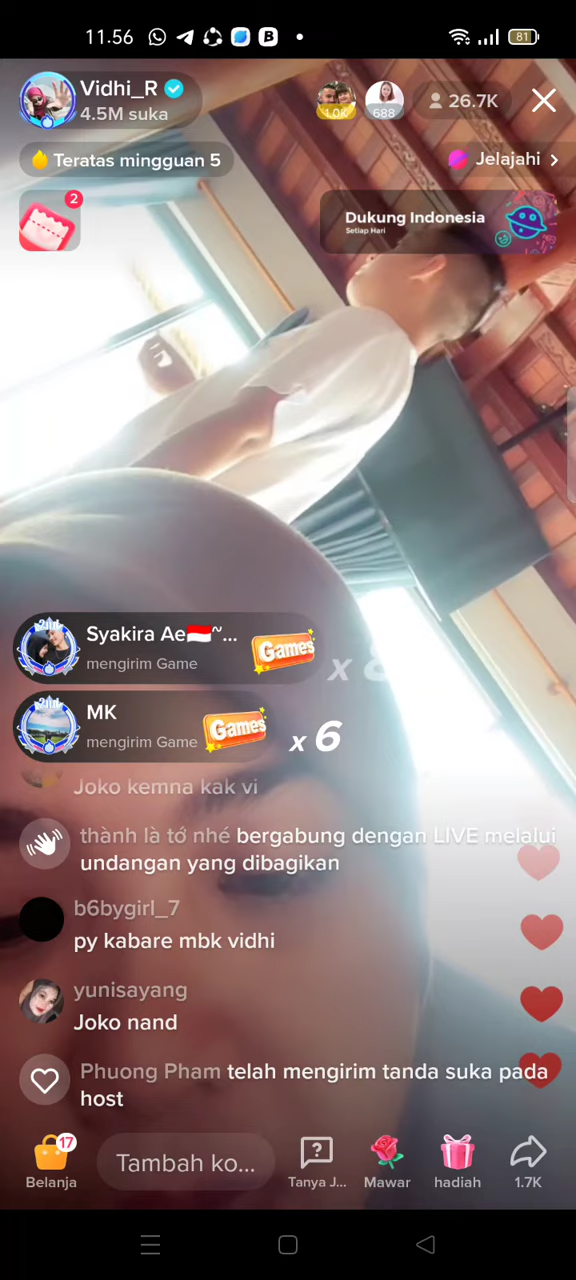 11.56
81
Vidhi_R
4.5M suka
1.0K
688
26.7K
Teratas mingguan 5
Jelajahi >
2
Dukung Indonesia
Setiap Hari
Syakira Ae🇮🇩~...
mengirim Game
Games
x 8
MK
mengirim Game
Games
x 6
Joko kemna kak vi
thành là tớ nhé bergabung dengan LIVE melalui
undangan yang dibagikan
b6bygirl_7
py kabare mbk vidhi
yunisayang
Joko nand
Phuong Pham telah mengirim tanda suka pada
host
17
Belanja
Tambah ko...
Tanya J...
Mawar
hadiah
1.7K